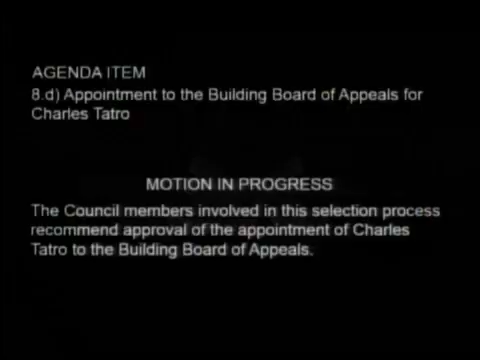 AGENDA ITEM
8.d) Appointment to the Building Board of Appeals for
Charles Tatro
MOTION IN PROGRESS
The Council members involved in this selection process
recommend approval of the appointment of Charles
Tatro to the Building Board of Appeals.